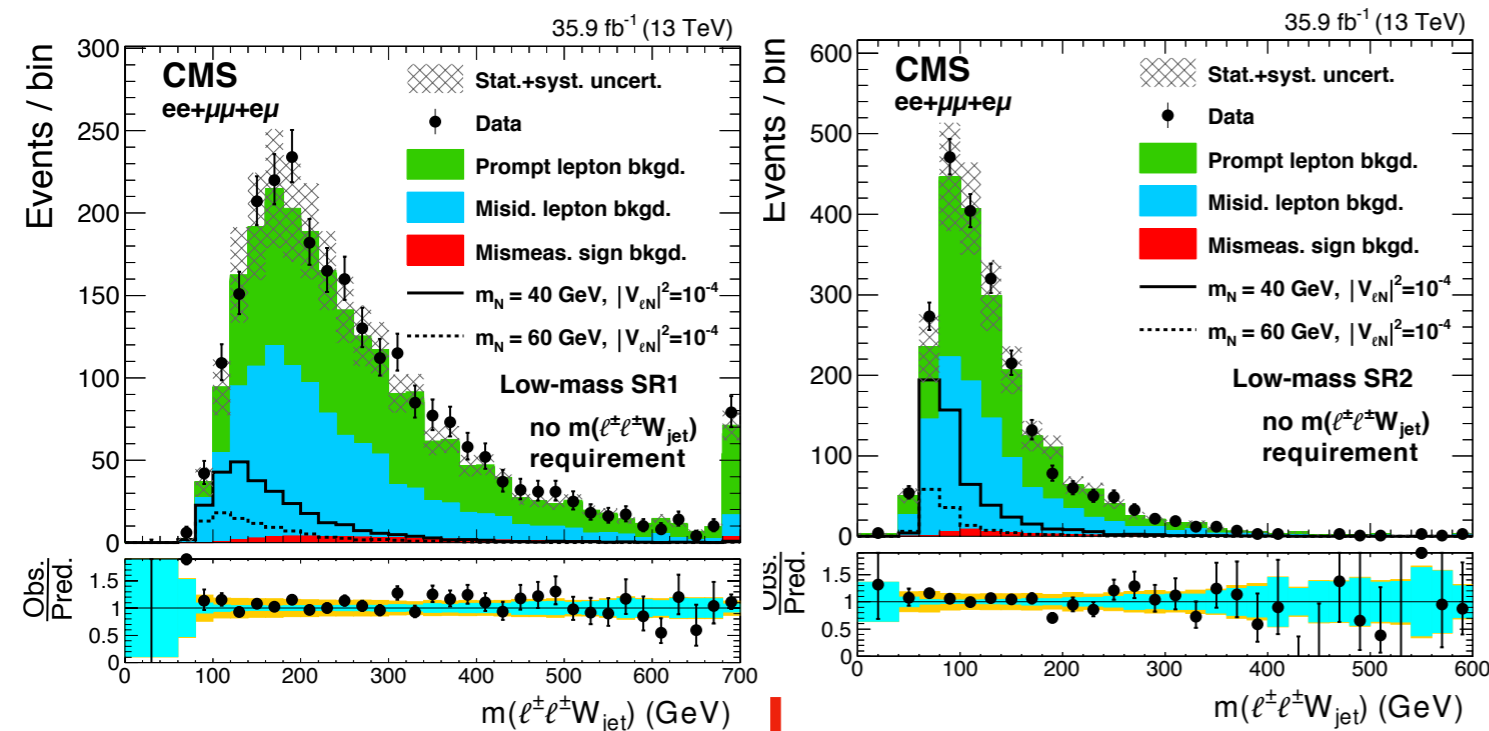 35.9 fb⁻¹ (13 TeV)
Events / bin
300
250
200
150
100
50
0
CMS
ee+μμ+eμ
Stat.+syst. uncert.
Data
Prompt lepton bkgd.
Misid. lepton bkgd.
Mismeas. sign bkgd.
m_N = 40 GeV, |V_ℓN|²=10⁻⁴
m_N = 60 GeV, |V_ℓN|²=10⁻⁴
Low-mass SR1
no m(ℓ±ℓ±W_jet)
requirement
Obs.
Pred.
1.5
1
0.5
0
0 100 200 300 400 500 600 700
m(ℓ±ℓ±W_jet) (GeV)
35.9 fb⁻¹ (13 TeV)
Events / bin
600
500
400
300
200
100
0
CMS
ee+μμ+eμ
Stat.+syst. uncert.
Data
Prompt lepton bkgd.
Misid. lepton bkgd.
Mismeas. sign bkgd.
m_N = 40 GeV, |V_ℓN|²=10⁻⁴
m_N = 60 GeV, |V_ℓN|²=10⁻⁴
Low-mass SR2
no m(ℓ±ℓ±W_jet)
requirement
Obs.
Pred.
1.5
1
0.5
0
0 100 200 300 400 500 600
m(ℓ±ℓ±W_jet) (GeV)